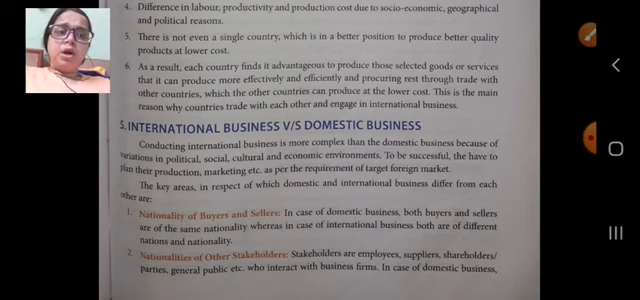 4. Difference in labour, productivity and production cost due to socio-economic, geographical
and political reasons.
5. There is not even a single country, which is in a better position to produce better quality
products at lower cost.
6. As a result, each country finds it advantageous to produce those selected goods or services
that it can produce more effectively and efficiently and procuring rest through trade with
other countries, which the other countries can produce at the lower cost. This is the main
reason why countries trade with each other and engage in international business.
5. INTERNATIONAL BUSINESS V/S DOMESTIC BUSINESS
Conducting international business is more complex than the domestic business because of
variations in political, social, cultural and economic environments. To be successful, the have to
plan their production, marketing etc. as per the requirement of target foreign market.
The key areas, in respect of which domestic and international business differ from each
other are:
1. Nationality of Buyers and Sellers: In case of domestic business, both buyers and sellers
are of the same nationality whereas in case of international business both are of different
nations and nationality.
2. Nationalities of Other Stakeholders: Stakeholders are employees, suppliers, shareholders/
parties, general public etc. who interact with business firms. In case of domestic business,